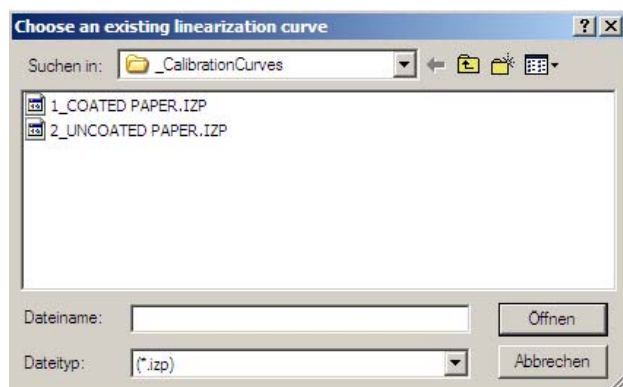 Choose an existing linearization curve
Suchen in: _CalibrationCurves
1_COATED PAPER.IZP
2_UNCOATED PAPER.IZP
Dateiname: Öffnen
Dateityp: (*.izp) Abbrechen